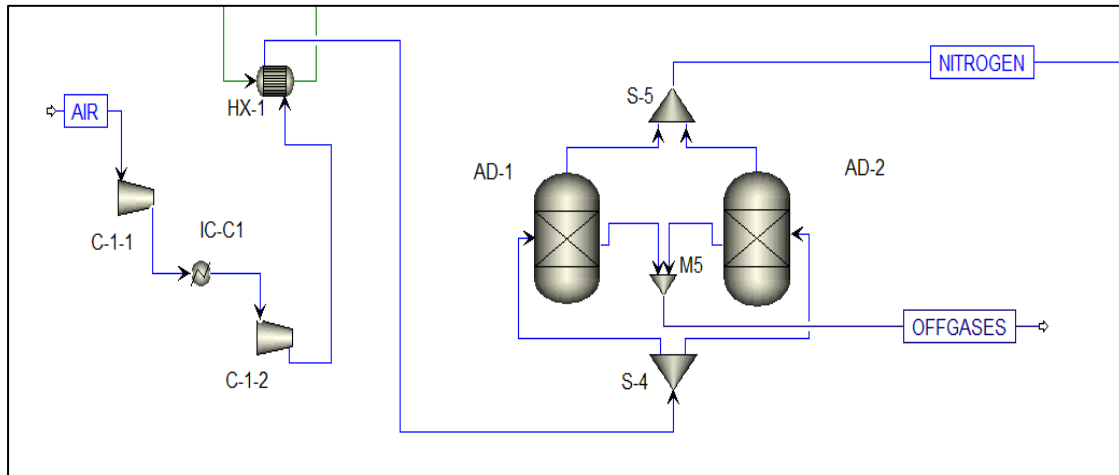 NITROGEN
S-5
HX-1
AIR
AD-1
AD-2
C-1-1
IC-C1
M5
OFFGASES
C-1-2
S-4